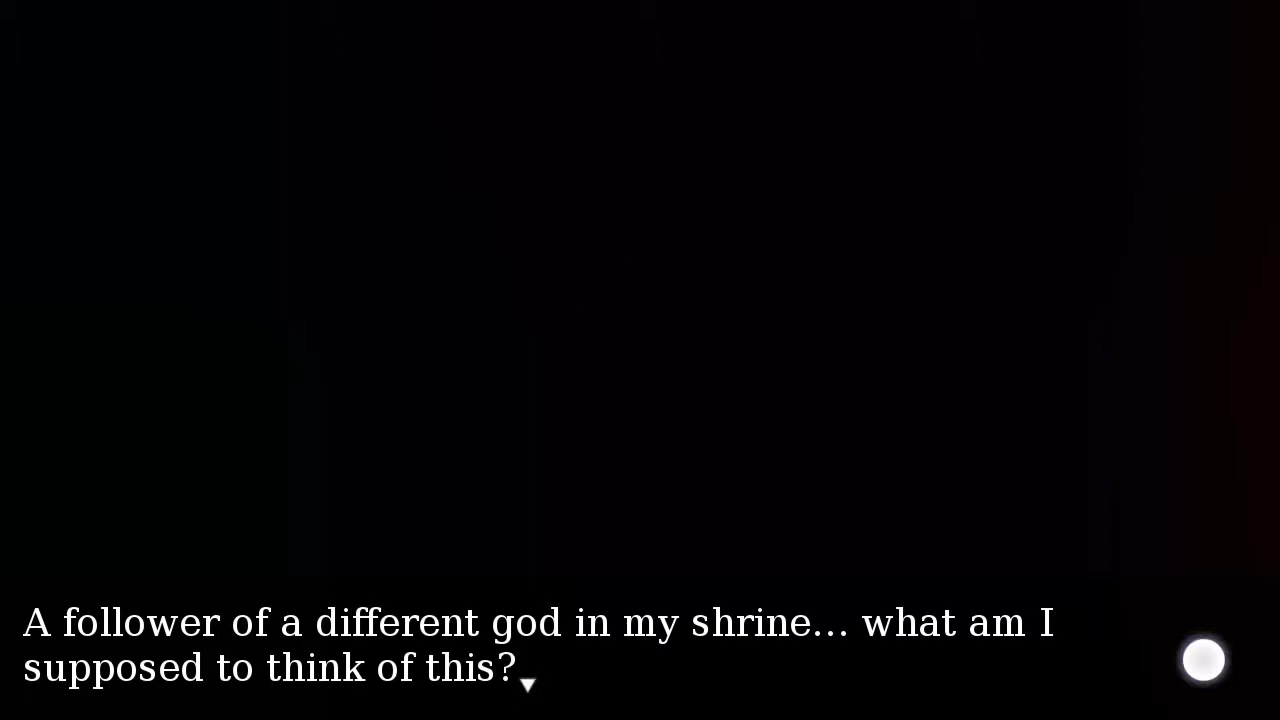 A follower of a different god in my shrine... what am I
supposed to think of this?